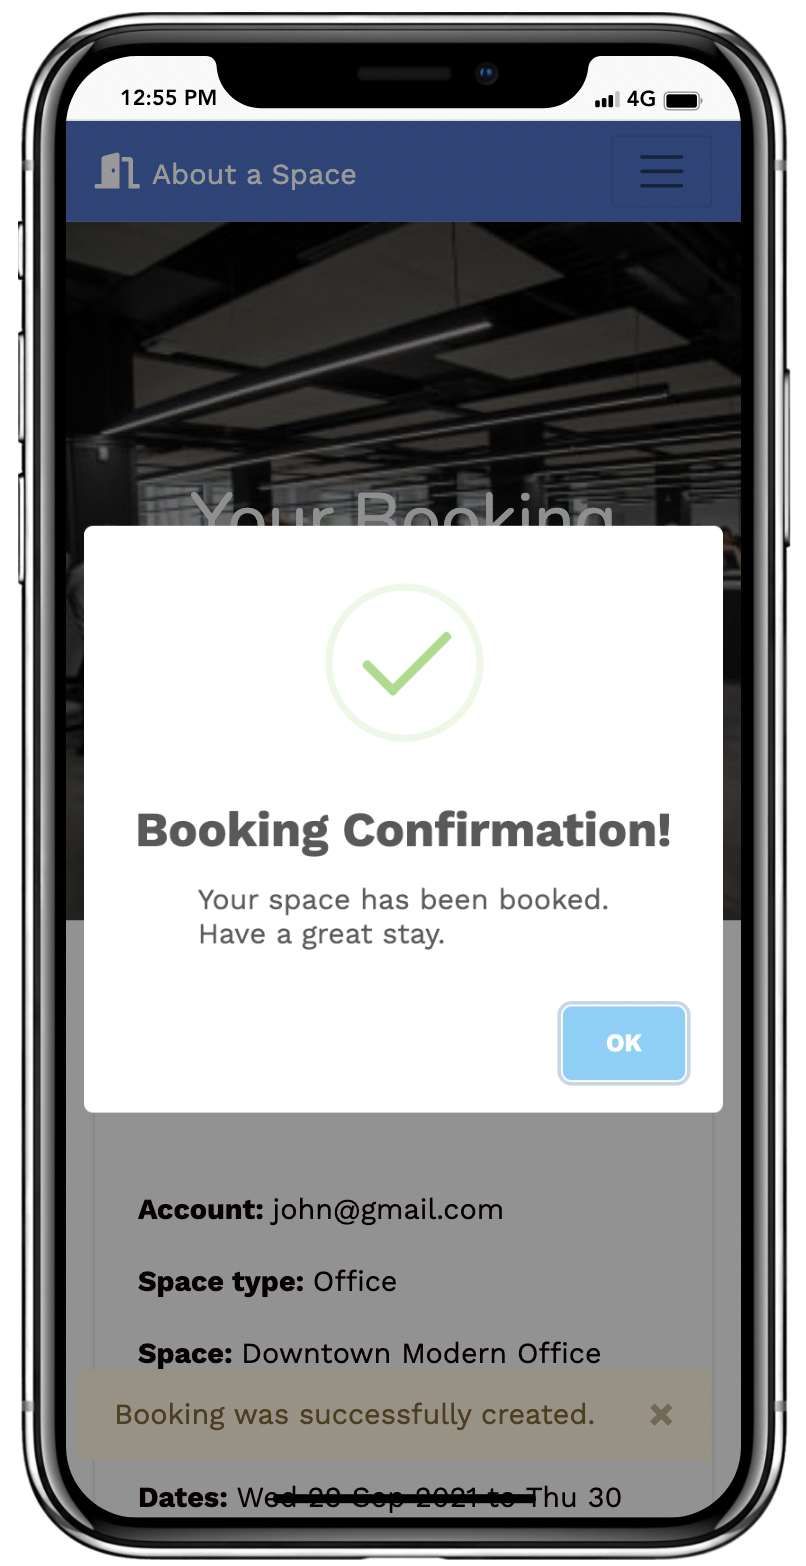 12:55 PM
4G
About a Space
Your Booking
Booking Confirmation!
Your space has been booked.
Have a great stay.
OK
Account: john@gmail.com
Space type: Office
Space: Downtown Modern Office
Booking was successfully created. ×
Dates: Wed 29 Sep 2021 to Thu 30